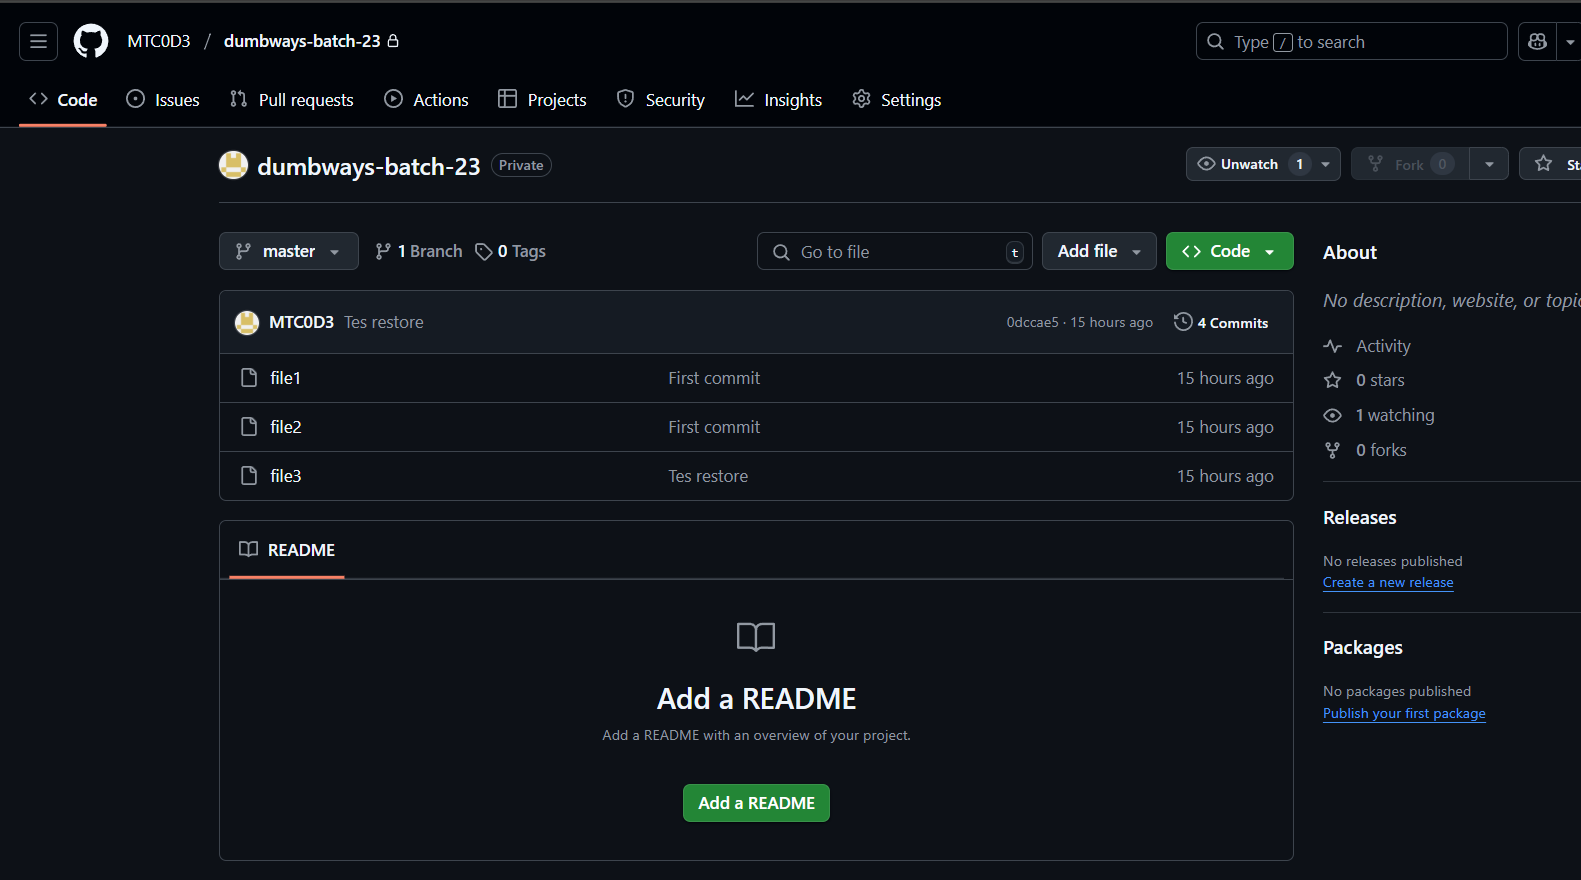 MTC0D3 / dumbways-batch-23
Type / to search
Code Issues Pull requests Actions Projects Security Insights Settings
dumbways-batch-23 Private
Unwatch 1
Fork 0
master
1 Branch
0 Tags
Go to file t
Add file
Code
MTC0D3 Tes restore
0dccae5 · 15 hours ago
4 Commits
file1 First commit 15 hours ago
file2 First commit 15 hours ago
file3 Tes restore 15 hours ago
README
Add a README
Add a README with an overview of your project.
Add a README
About
No description, website, or
Activity
0 stars
1 watching
0 forks
Releases
No releases published
Create a new release
Packages
No packages published
Publish your first package